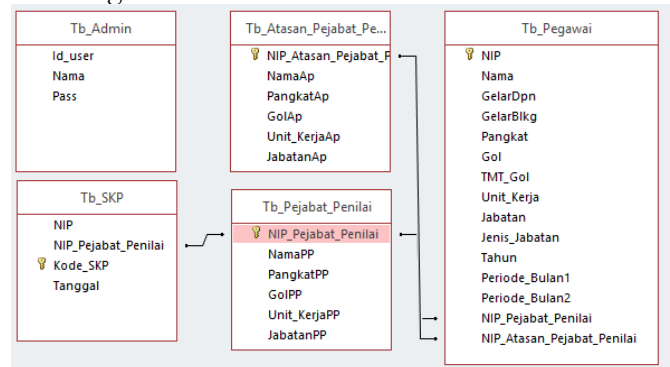 Tb_Admin
Id_user
Nama
Pass
Tb_Atasan_Pejabat_Pe...
NIP_Atasan_Pejabat_P
NamaAp
PangkatAp
GolAp
Unit_KerjaAp
JabatanAp
Tb_Pegawai
NIP
Nama
GelarDpn
GelarBlkg
Pangkat
Gol
TMT_Gol
Unit_Kerja
Jabatan
Jenis_Jabatan
Tahun
Periode_Bulan1
Periode_Bulan2
NIP_Pejabat_Penilai
NIP_Atasan_Pejabat_Penilai
Tb_SKP
NIP
NIP_Pejabat_Penilai
Kode_SKP
Tanggal
Tb_Pejabat_Penilai
NIP_Pejabat_Penilai
NamaPP
PangkatPP
GolPP
Unit_KerjaPP
JabatanPP